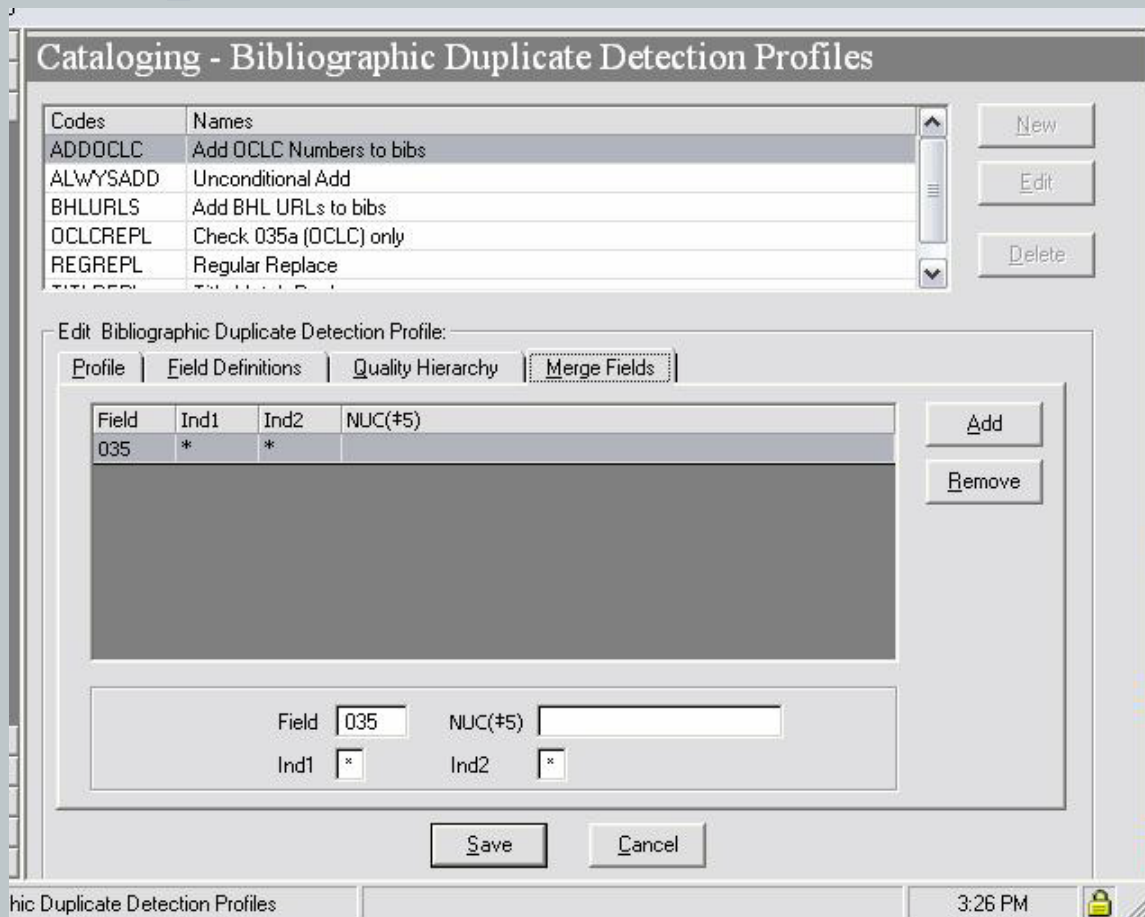 Cataloging - Bibliographic Duplicate Detection Profiles
Codes Names
ADDOCLC Add OCLC Numbers to bibs
ALWYSADD Unconditional Add
BHLURLS Add BHL URLs to bibs
OCLCREPL Check 035a (OCLC) only
REGREPL Regular Replace
New
Edit
Delete
Edit Bibliographic Duplicate Detection Profile:
Profile Field Definitions Quality Hierarchy Merge Fields
Field Ind1 Ind2 NUC(‡5)
035 * *
Add
Remove
Field 035 NUC(‡5)
Ind1 * Ind2 *
Save Cancel
hic Duplicate Detection Profiles 3:26 PM